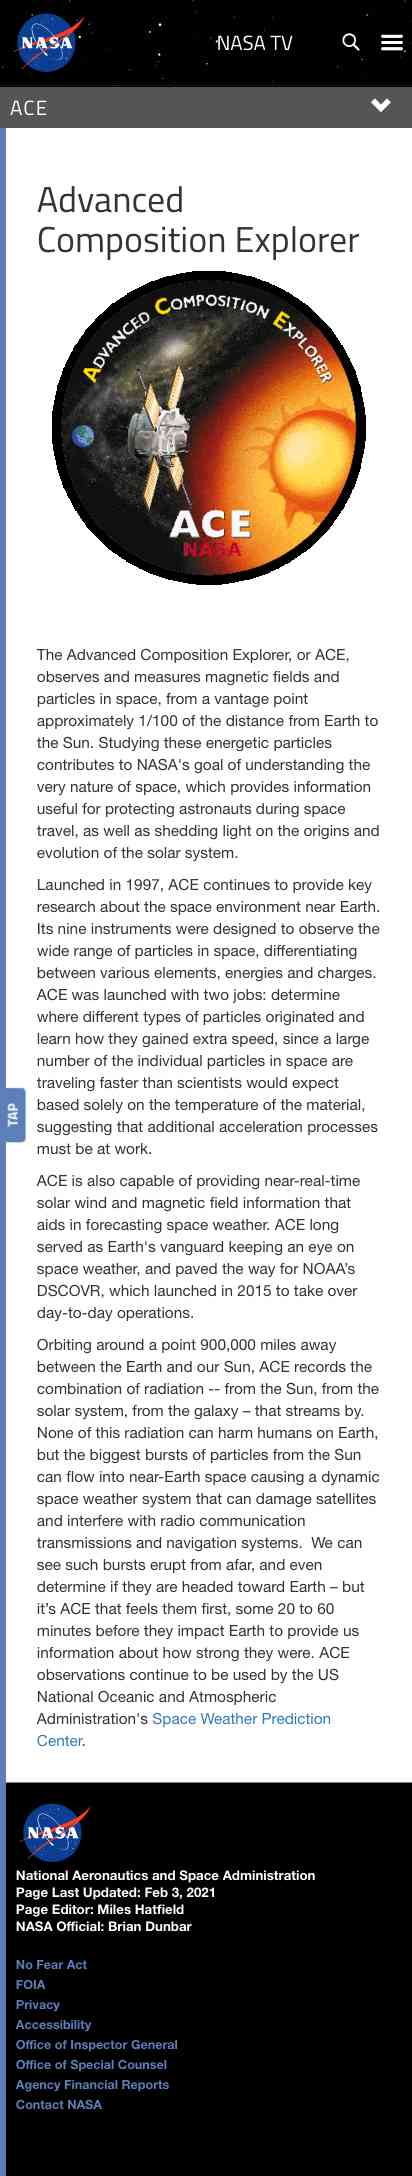 NASA
NASA TV
ACE
Advanced
Composition Explorer
ADVANCED COMPOSITION EXPLORER
ACE
NASA
The Advanced Composition Explorer, or ACE,
observes and measures magnetic fields and
particles in space, from a vantage point
approximately 1/100 of the distance from Earth to
the Sun. Studying these energetic particles
contributes to NASA's goal of understanding the
very nature of space, which provides information
useful for protecting astronauts during space
travel, as well as shedding light on the origins and
evolution of the solar system.
Launched in 1997, ACE continues to provide key
research about the space environment near Earth.
Its nine instruments were designed to observe the
wide range of particles in space, differentiating
between various elements, energies and charges.
ACE was launched with two jobs: determine
where different types of particles originated and
learn how they gained extra speed, since a large
number of the individual particles in space are
traveling faster than scientists would expect
based solely on the temperature of the material,
suggesting that additional acceleration processes
must be at work.
TAP
ACE is also capable of providing near-real-time
solar wind and magnetic field information that
aids in forecasting space weather. ACE long
served as Earth's vanguard keeping an eye on
space weather, and paved the way for NOAA’s
DSCOVR, which launched in 2015 to take over
day-to-day operations.
Orbiting around a point 900,000 miles away
between the Earth and our Sun, ACE records the
combination of radiation -- from the Sun, from the
solar system, from the galaxy – that streams by.
None of this radiation can harm humans on Earth,
but the biggest bursts of particles from the Sun
can flow into near-Earth space causing a dynamic
space weather system that can damage satellites
and interfere with radio communication
transmissions and navigation systems.  We can
see such bursts erupt from afar, and even
determine if they are headed toward Earth – but
it’s ACE that feels them first, some 20 to 60
minutes before they impact Earth to provide us
information about how strong they were. ACE
observations continue to be used by the US
National Oceanic and Atmospheric
Administration's Space Weather Prediction
Center.
NASA
National Aeronautics and Space Administration
Page Last Updated: Feb 3, 2021
Page Editor: Miles Hatfield
NASA Official: Brian Dunbar
No Fear Act
FOIA
Privacy
Accessibility
Office of Inspector General
Office of Special Counsel
Agency Financial Reports
Contact NASA